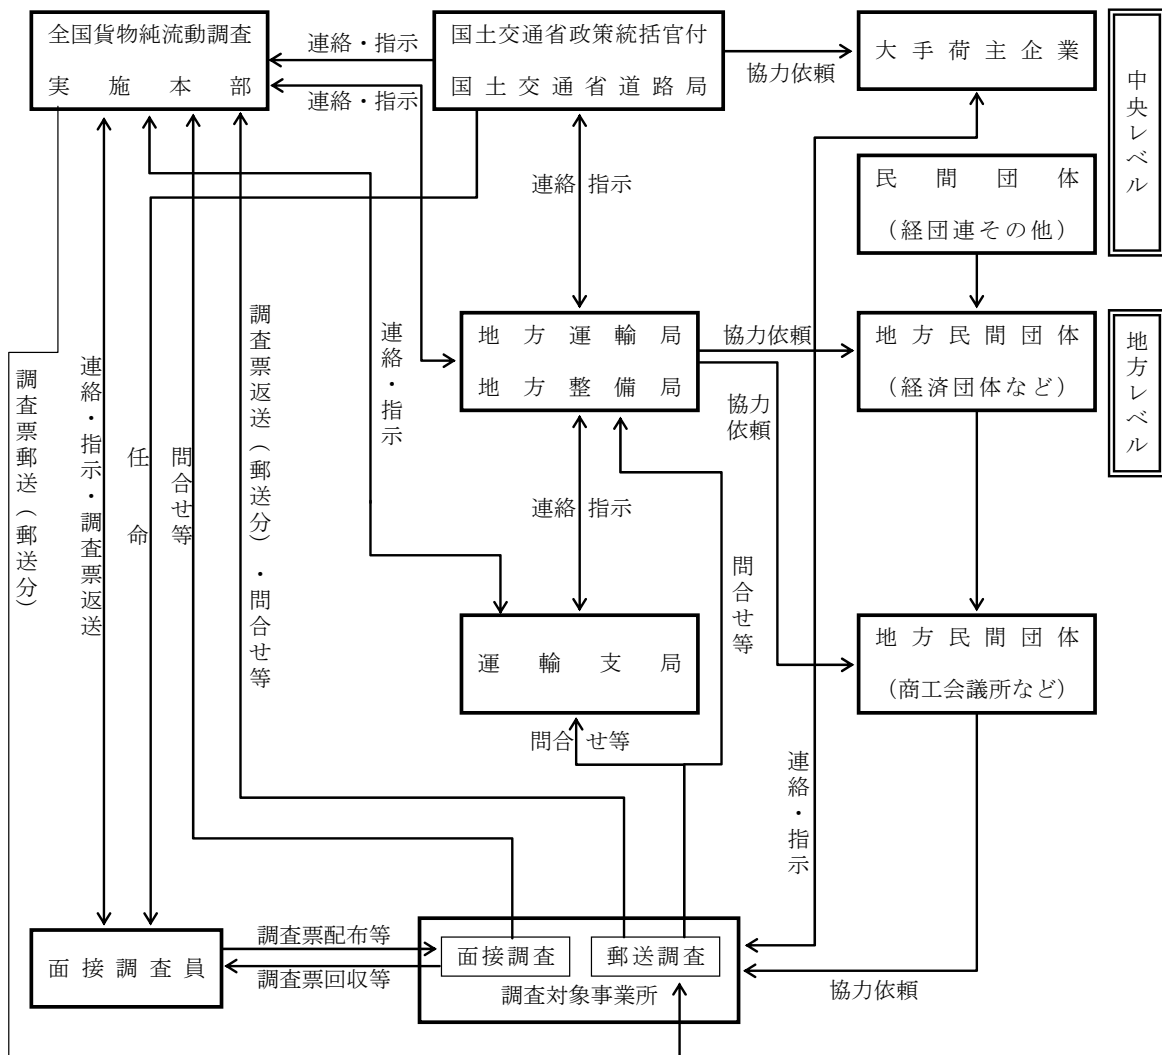 全国貨物純流動調査
実施本部
連絡・指示
連絡・指示
国土交通省政策統括官付
国土交通省道路局
協力依頼
大手荷主企業
中央レベル
民間団体
（経団連その他）
連絡・指示
地方運輸局
地方整備局
協力依頼
協力
依頼
地方民間団体
（経済団体など）
地方レベル
調査票郵送（郵送分）
連絡・指示・調査票返送
任命
問合せ等
調査票返送（郵送分）・問合せ等
連絡・指示
連絡・指示
運輸支局
問合せ等
問合せ等
地方民間団体
（商工会議所など）
連絡・指示
面接調査員
調査票配布等
調査票回収等
面接調査
郵送調査
調査対象事業所
協力依頼